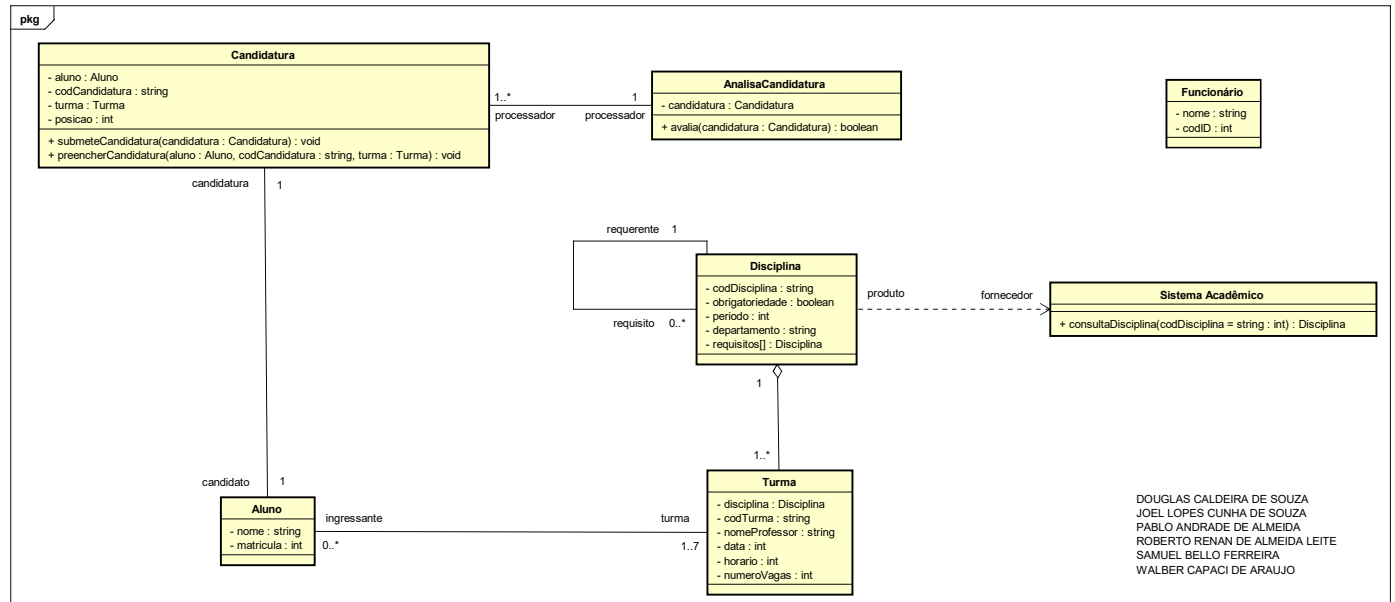 pkg
Candidatura
- aluno : Aluno
- codCandidatura : string
- turma : Turma
- posicao : int
+ submeteCandidatura(candidatura : Candidatura) : void
+ preencherCandidatura(aluno : Aluno, codCandidatura : string, turma : Turma) : void
1..*
processador
1
processador
AnalisaCandidatura
- candidatura : Candidatura
+ avalia(candidatura : Candidatura) : boolean
Funcionário
- nome : string
- codID : int
candidatura
1
requerente 1
requisito 0..*
Disciplina
- codDisciplina : string
- obrigatoriedade : boolean
- periodo : int
- departamento : string
- requisitos[] : Disciplina
produto
fornecedor
Sistema Acadêmico
+ consultaDisciplina(codDisciplina = string : int) : Disciplina
1
1..*
candidato
1
Aluno
- nome : string
- matricula : int
ingressante
0..*
turma
1..7
Turma
- disciplina : Disciplina
- codTurma : string
- nomeProfessor : string
- data : int
- horario : int
- numeroVagas : int
DOUGLAS CALDEIRA DE SOUZA
JOEL LOPES CUNHA DE SOUZA
PABLO ANDRADE DE ALMEIDA
ROBERTO RENAN DE ALMEIDA LEITE
SAMUEL BELLO FERREIRA
WALBER CAPACI DE ARAUJO